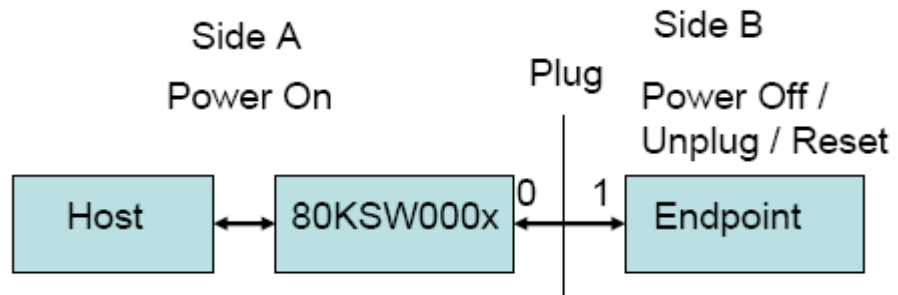 Side A
Power On
Plug
Side B
Power Off /
Unplug / Reset
Host
80KSW000x
0
1
Endpoint